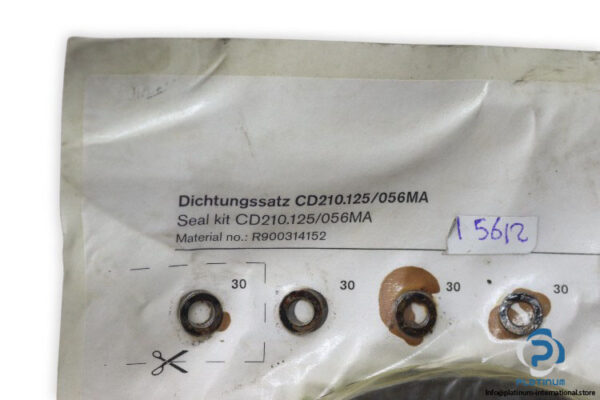 Dichtungssatz CD210.125/056MA
Seal kit CD210.125/056MA
Material no.: R900314152
15612
30 30 30 30
PLATINUM
info@platinum-international.store